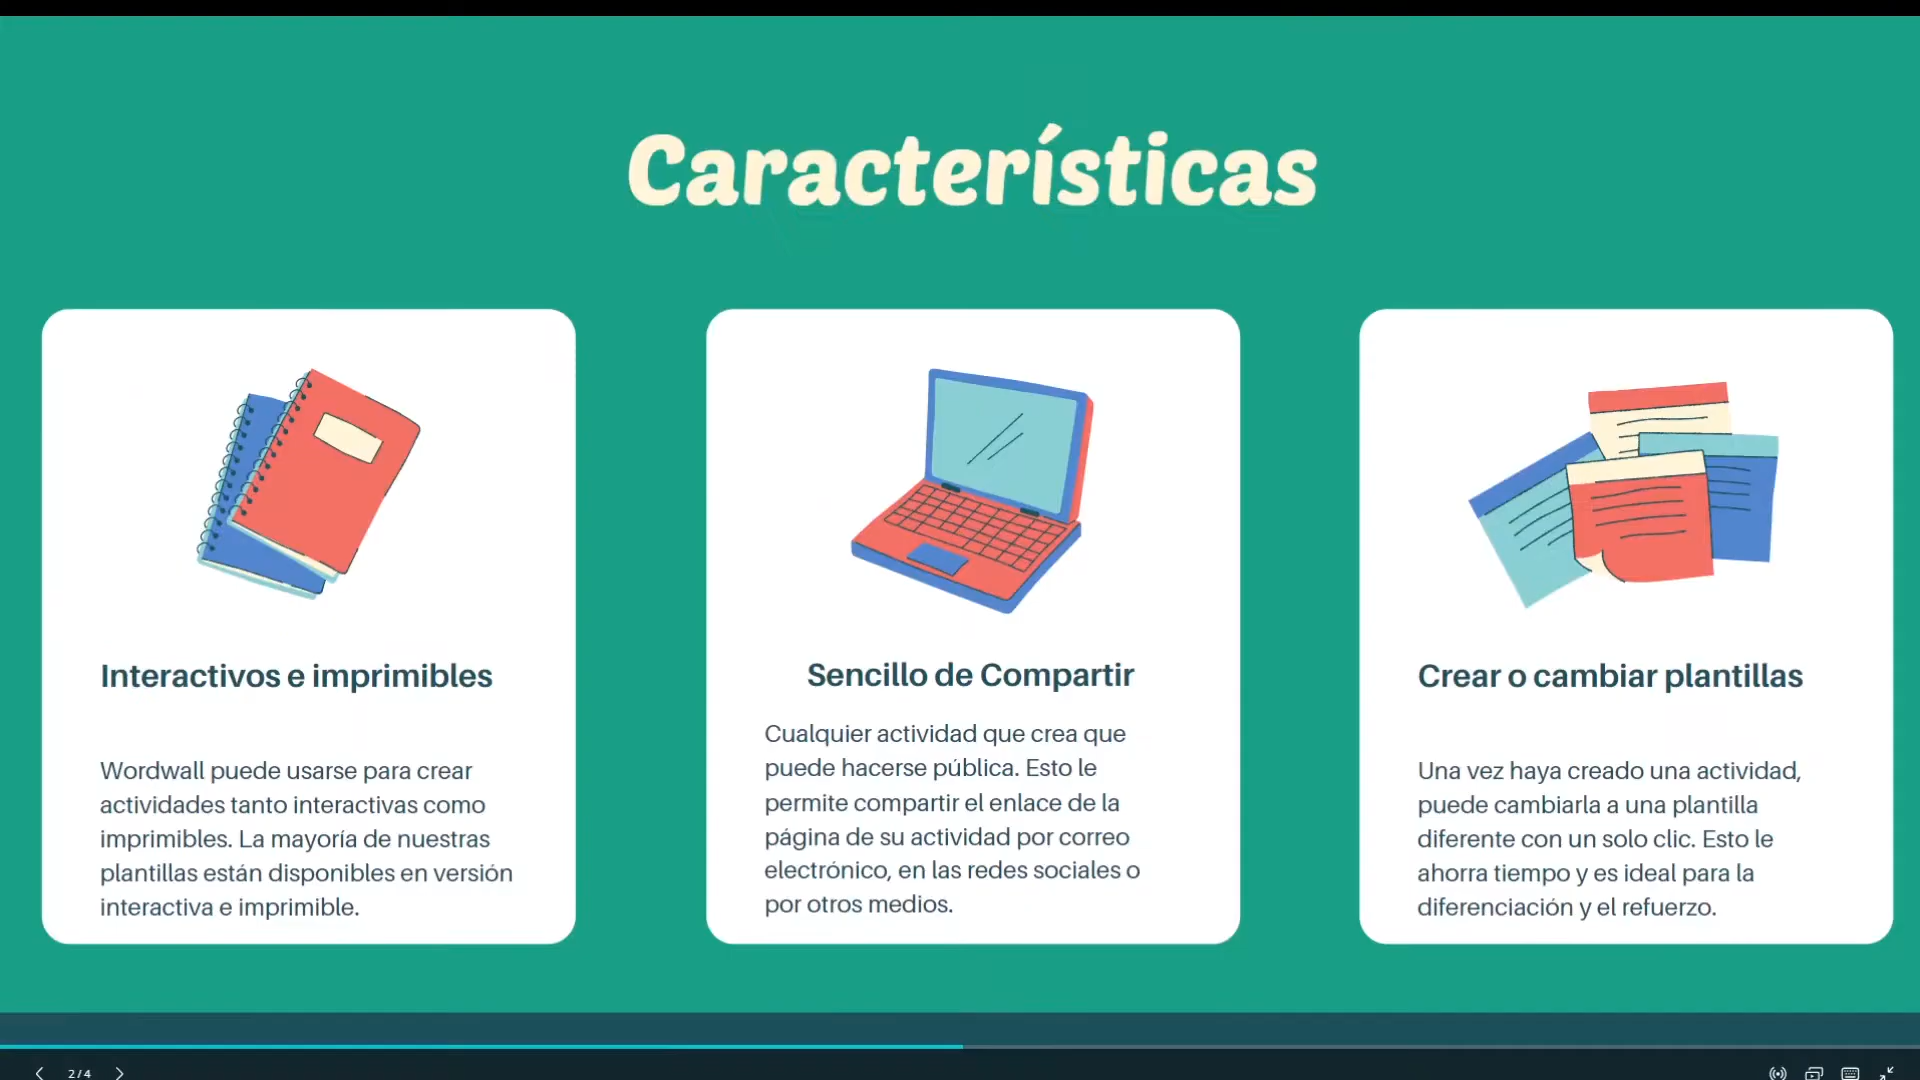 Características
Interactivos e imprimibles
Wordwall puede usarse para crear
actividades tanto interactivas como
imprimibles. La mayoría de nuestras
plantillas están disponibles en versión
interactiva e imprimible.
Sencillo de Compartir
Cualquier actividad que crea que
puede hacerse pública. Esto le
permite compartir el enlace de la
página de su actividad por correo
electrónico, en las redes sociales o
por otros medios.
Crear o cambiar plantillas
Una vez haya creado una actividad,
puede cambiarla a una plantilla
diferente con un solo clic. Esto le
ahorra tiempo y es ideal para la
diferenciación y el refuerzo.
2/4